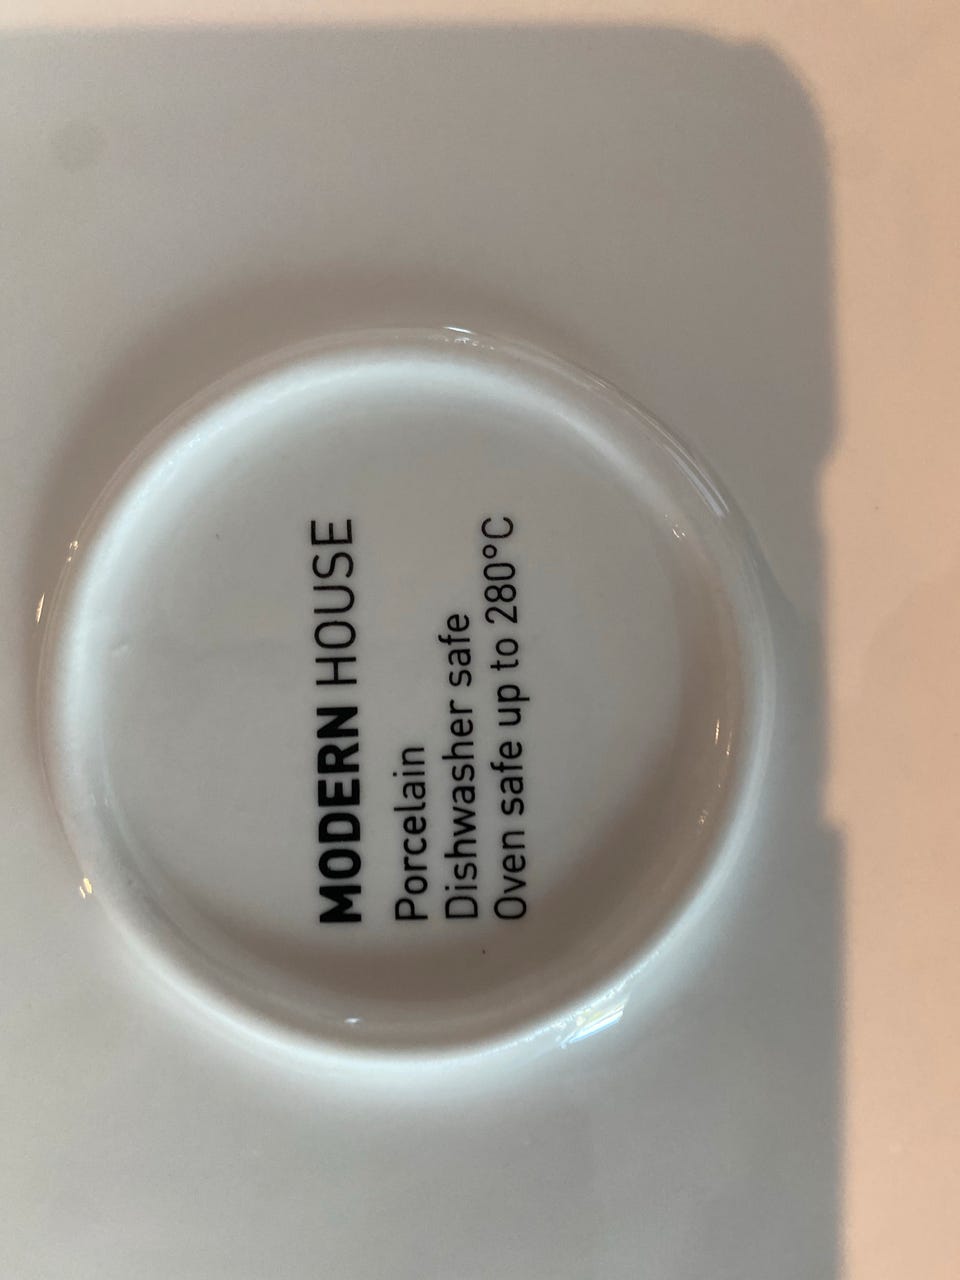 MODERN HOUSE
Porcelain
Dishwasher safe
Oven safe up to 280°C